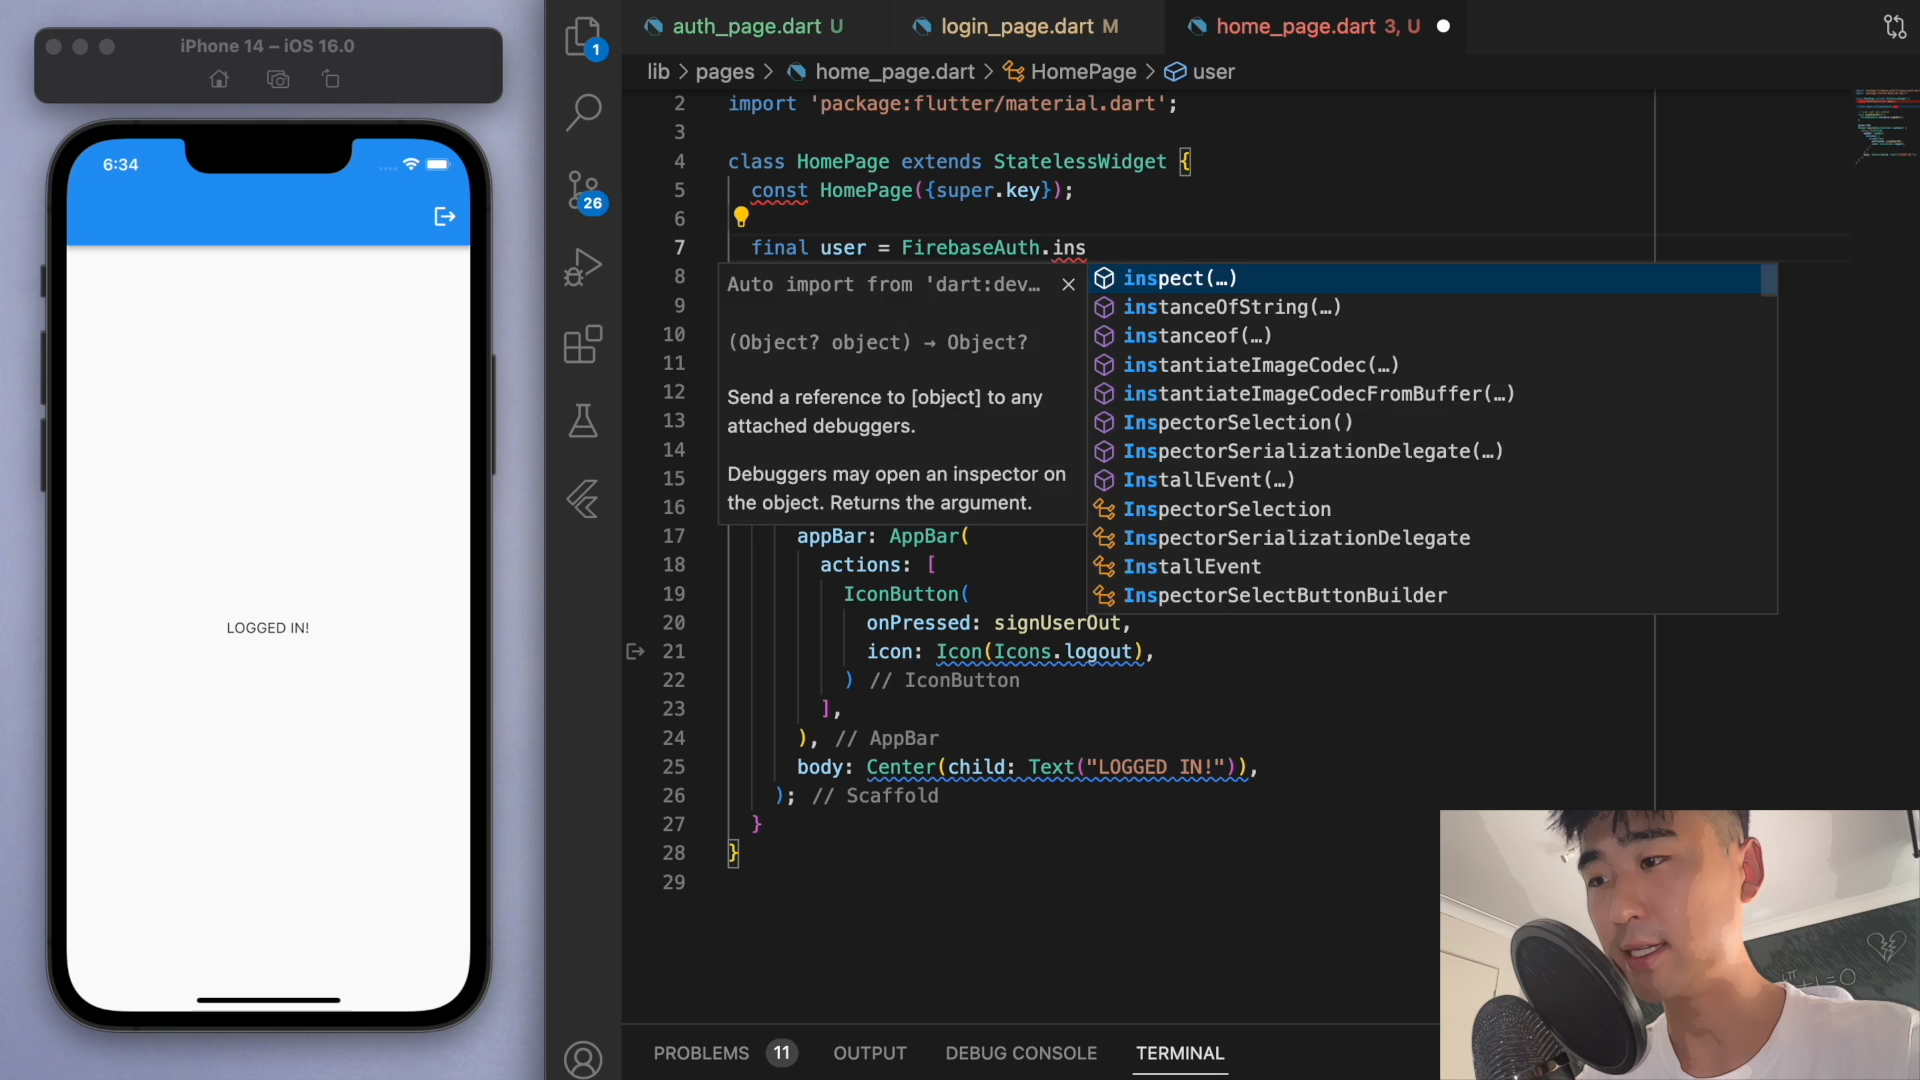 iPhone 14 – iOS 16.0
6:34
LOGGED IN!
1
26
auth_page.dart U
login_page.dart M
home_page.dart 3, U
lib > pages > home_page.dart > HomePage > user
2 import 'package:flutter/material.dart';
3
4 class HomePage extends StatelessWidget {
5 const HomePage({super.key});
6
7 final user = FirebaseAuth.ins
8
9
10
11
12
13
14
15
16
Auto import from 'dart:dev…
(Object? object) → Object?
Send a reference to [object] to any
attached debuggers.
Debuggers may open an inspector on
the object. Returns the argument.
inspect(…)
instanceOfString(…)
instanceof(…)
instantiateImageCodec(…)
instantiateImageCodecFromBuffer(…)
InspectorSelection()
InspectorSerializationDelegate(…)
InstallEvent(…)
InspectorSelection
InspectorSerializationDelegate
InstallEvent
InspectorSelectButtonBuilder
17 appBar: AppBar(
18 actions: [
19 IconButton(
20 onPressed: signUserOut,
21 icon: Icon(Icons.logout),
22 ) // IconButton
23 ],
24 ), // AppBar
25 body: Center(child: Text("LOGGED IN!")),
26 ); // Scaffold
27 }
28 }
29
PROBLEMS 11 OUTPUT DEBUG CONSOLE TERMINAL